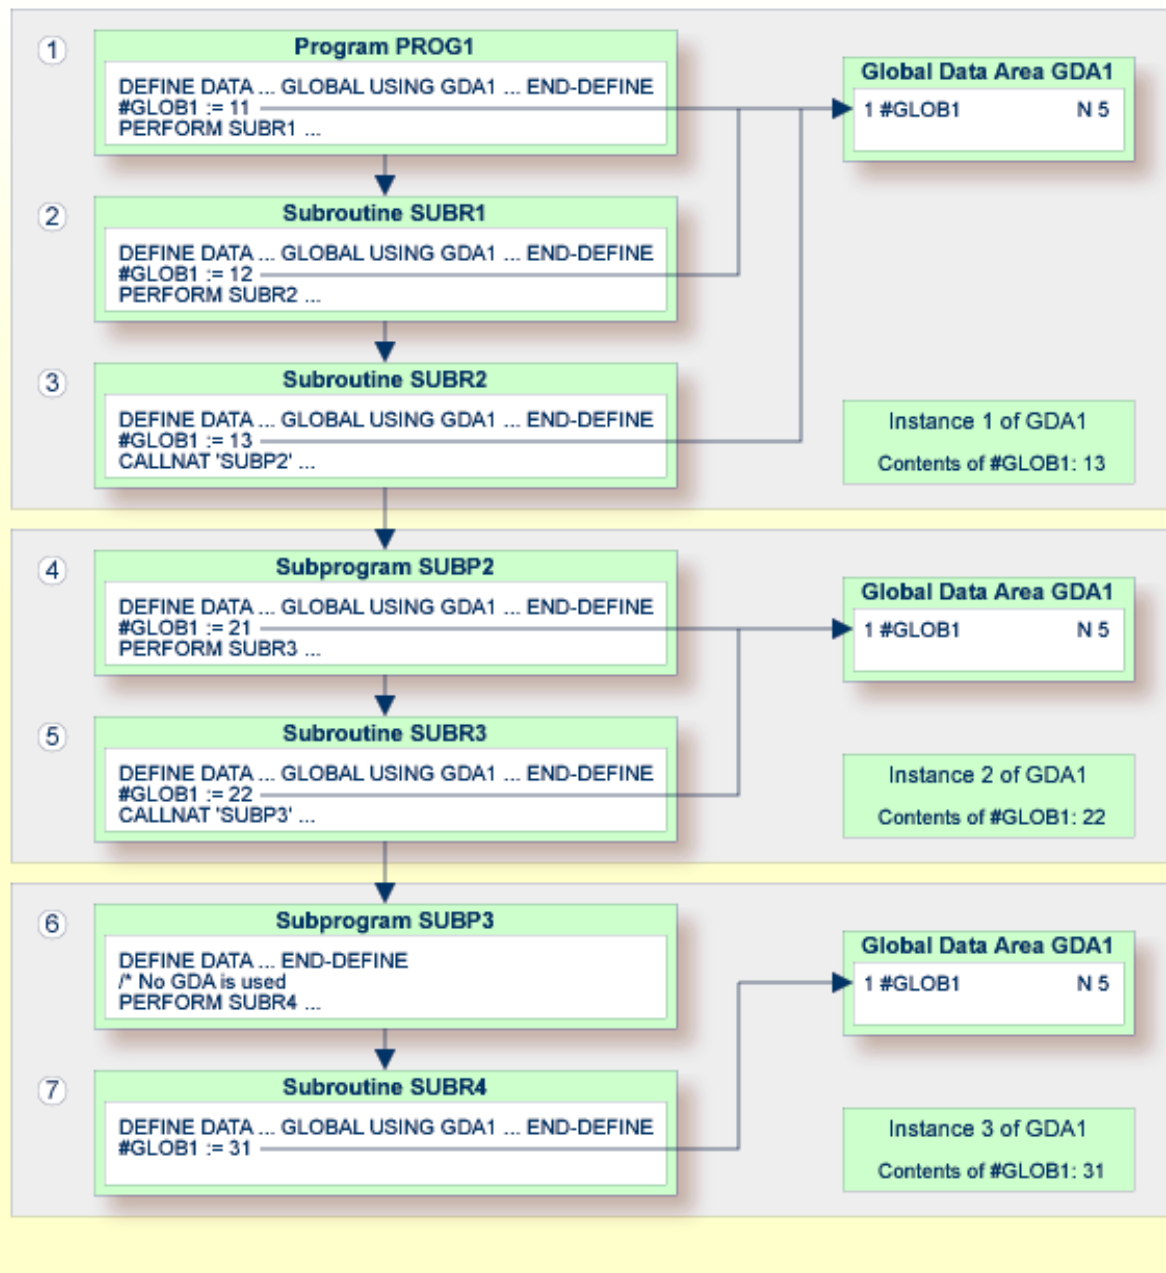 1
Program PROG1
DEFINE DATA ... GLOBAL USING GDA1 ... END-DEFINE
#GLOB1 := 11
PERFORM SUBR1 ...
Global Data Area GDA1
1 #GLOB1 N 5
2
Subroutine SUBR1
DEFINE DATA ... GLOBAL USING GDA1 ... END-DEFINE
#GLOB1 := 12
PERFORM SUBR2 ...
3
Subroutine SUBR2
DEFINE DATA ... GLOBAL USING GDA1 ... END-DEFINE
#GLOB1 := 13
CALLNAT 'SUBP2' ...
Instance 1 of GDA1
Contents of #GLOB1: 13
4
Subprogram SUBP2
DEFINE DATA ... GLOBAL USING GDA1 ... END-DEFINE
#GLOB1 := 21
PERFORM SUBR3 ...
Global Data Area GDA1
1 #GLOB1 N 5
5
Subroutine SUBR3
DEFINE DATA ... GLOBAL USING GDA1 ... END-DEFINE
#GLOB1 := 22
CALLNAT 'SUBP3' ...
Instance 2 of GDA1
Contents of #GLOB1: 22
6
Subprogram SUBP3
DEFINE DATA ... END-DEFINE
/* No GDA is used
PERFORM SUBR4 ...
Global Data Area GDA1
1 #GLOB1 N 5
7
Subroutine SUBR4
DEFINE DATA ... GLOBAL USING GDA1 ... END-DEFINE
#GLOB1 := 31
Instance 3 of GDA1
Contents of #GLOB1: 31